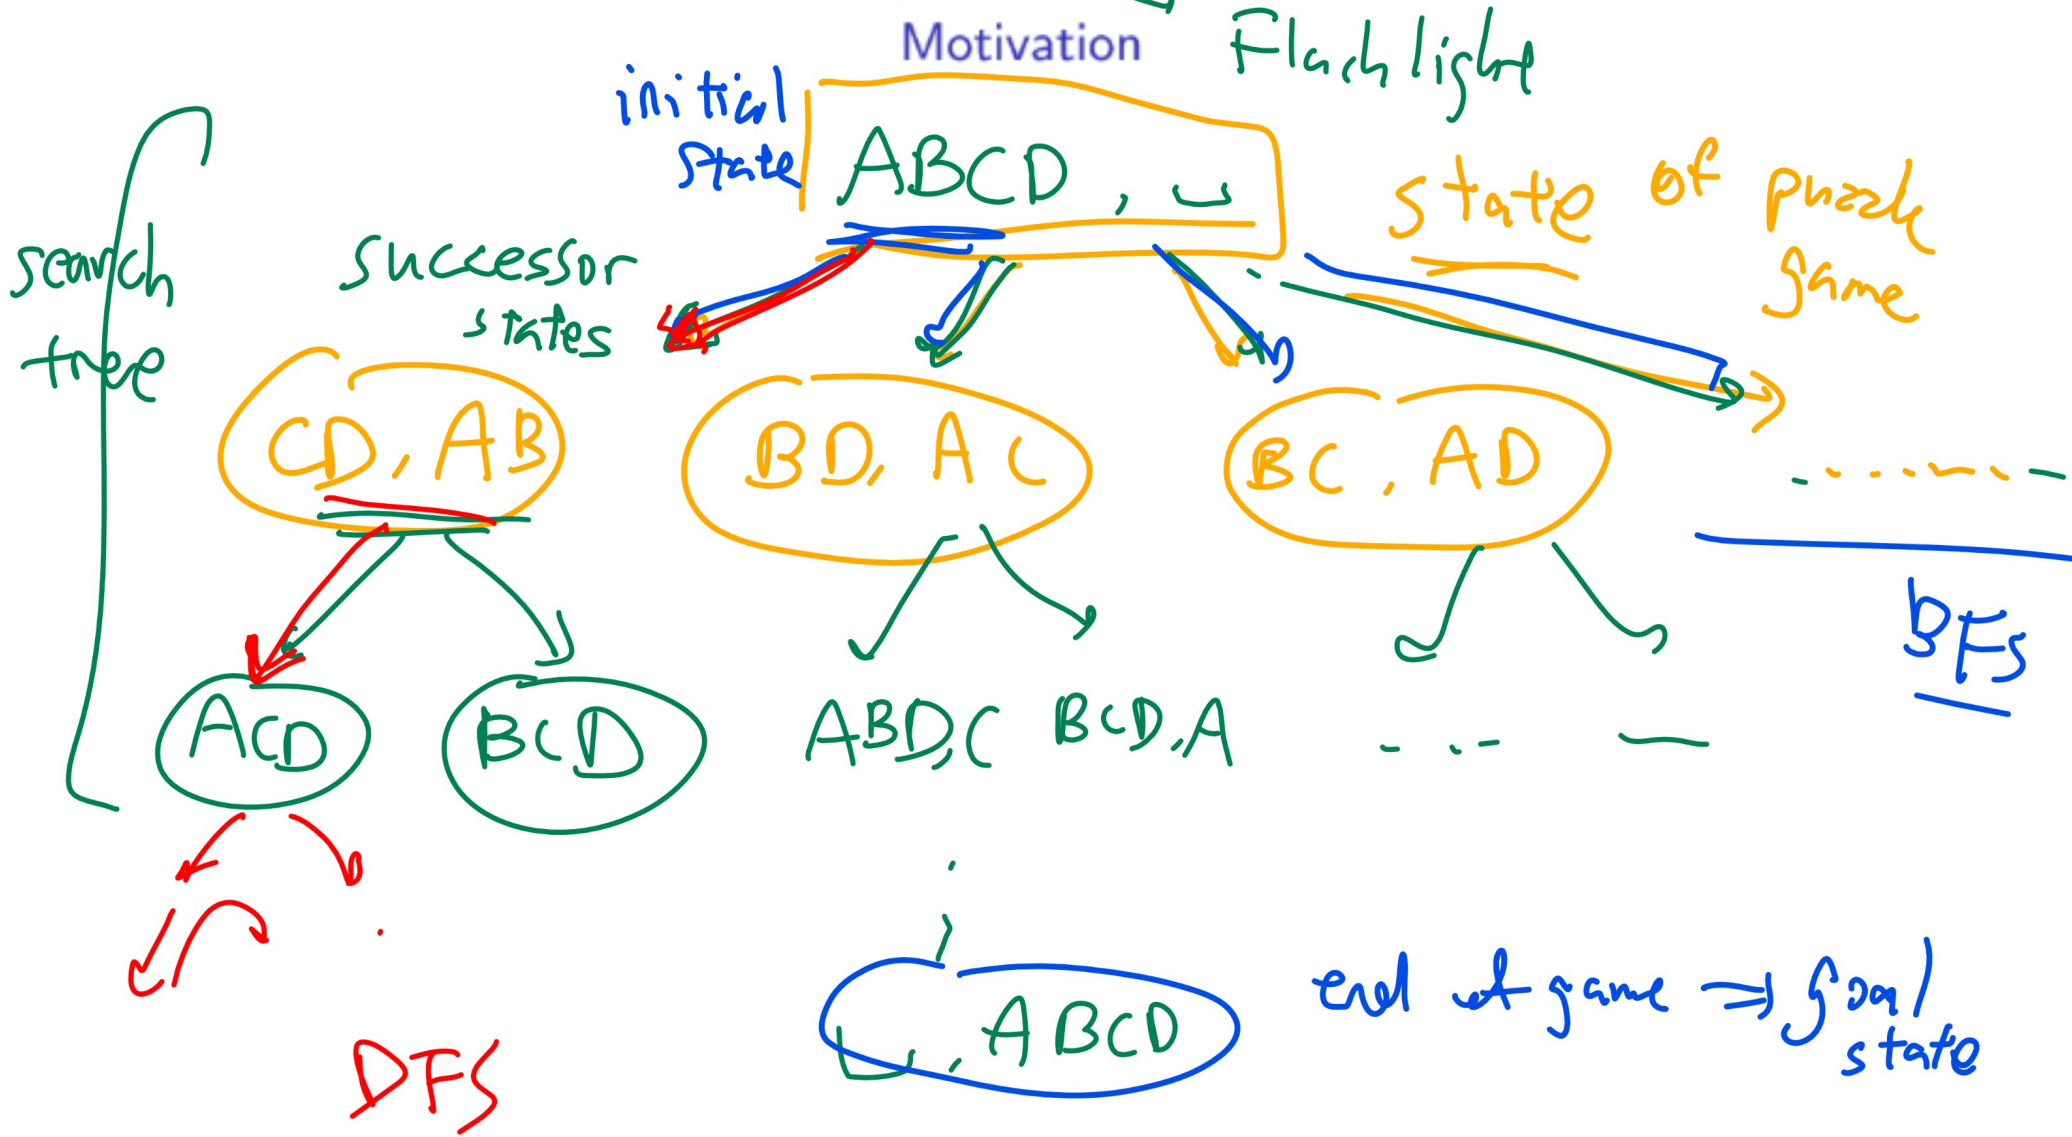 Motivation
Flashlight
initial
state
ABCD, ␣
state of puzzle
game
search
tree
successor
states
CD, AB
BD, AC
BC, AD
BFS
ACD
BCD
ABD,C
BCD,A
DFS
␣, ABCD
end of game ⇒ goal
state